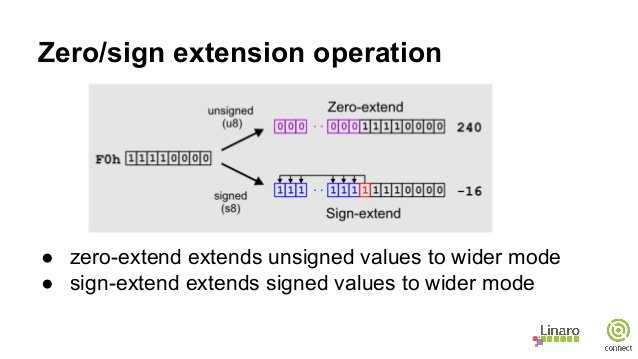 Zero/sign extension operation
unsigned
(u8)
Zero-extend
000 ·· 00011110000 240
F0h 11110000
111 ·· 11111110000 -16
signed
(s8)
Sign-extend
● zero-extend extends unsigned values to wider mode
● sign-extend extends signed values to wider mode
Linaro
connect